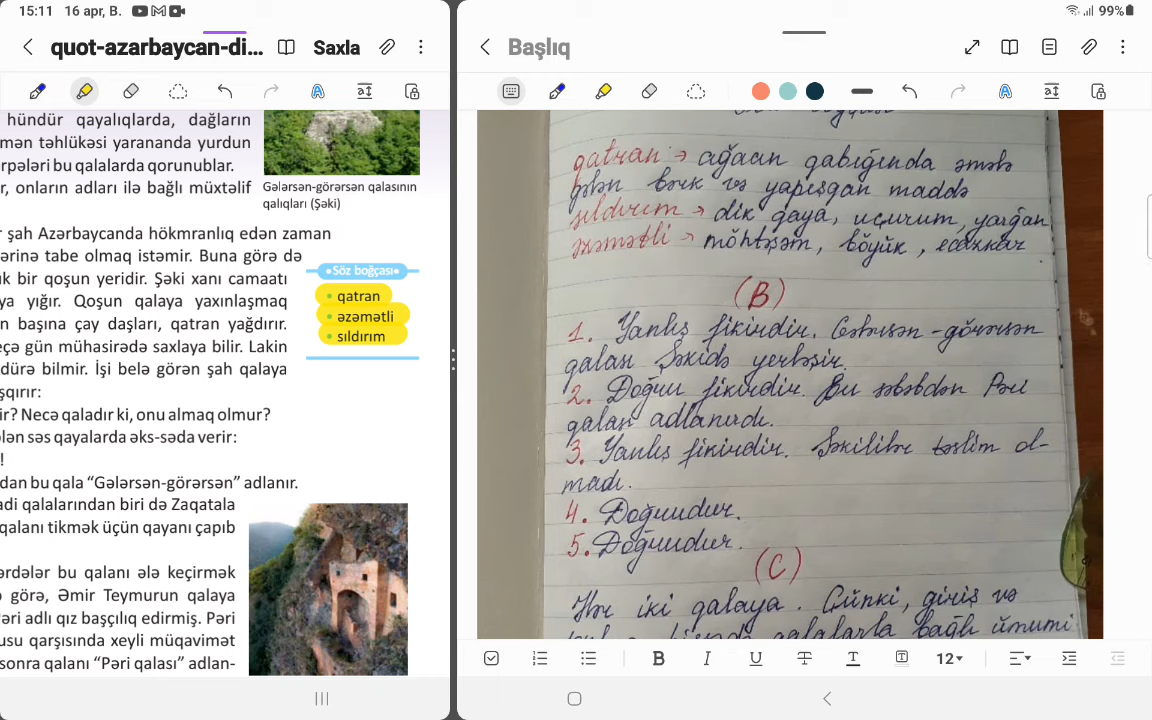 15:11 16 apr, B. 99%
quot-azarbaycan-di... Saxla
hündür qayalıqlarda, dağların
mən təhlükəsi yarananda yurdun
rpələri bu qalalarda qorunublar.
r, onların adları ilə bağlı müxtəlif
Gələrsən-görərsən qalasının
qalıqları (Şəki)
r şah Azərbaycanda hökmranlıq edən zaman
ərinə tabe olmaq istəmir. Buna görə də
ük bir qoşun yeridir. Şəki xanı camaatı
ya yığır. Qoşun qalaya yaxınlaşmaq
n başına çay daşları, qatran yağdırır.
eçə gün mühasirədə saxlaya bilir. Lakin
dürə bilmir. İşi belə görən şah qalaya
şqırır:
ir? Necə qaladır ki, onu almaq olmur?
lən səs qayalarda əks-səda verir:
!
dan bu qala “Gələrsən-görərsən” adlanır.
adi qalalarından biri də Zaqatala
qalanı tikmək üçün qayanı çapıb
•Söz boğçası•
• qatran
• əzəmətli
• sıldırım
ərdələr bu qalanı ələ keçirmək
ə görə, Əmir Teymurun qalaya
əri adlı qız başçılıq edirmiş. Pəri
usu qarşısında xeyli müqavimət
sonra qalanı “Pəri qalası” adlan-
Başlıq
qatran → ağacın qabığında əmələ
gələn bərk və yapışqan maddə
sıldırım → dik qaya, uçurum, yarğan
əzəmətli → möhtəşəm, böyük, ecazkar
(B)
1. Yanlış fikirdir. Gələrsən-görərsən
qalası Şəkidə yerləşir.
2. Doğru fikirdir. Bu səbəbdən Pəri
qalası adlanırdı.
3. Yanlış fikirdir. Şəkililər təslim ol-
madı.
4. Doğrudur.
5. Doğrudur.
(C)
Hər iki qalaya. Çünki, giriş və
qalalarla bağlı ümumi
B I U T T 12